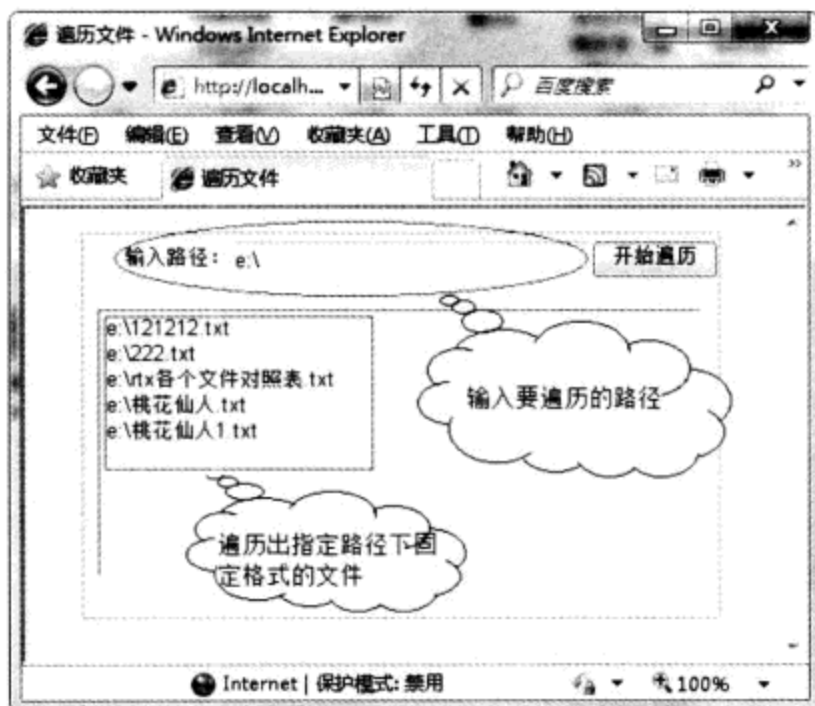 遍历文件 - Windows Internet Explorer
http://localh...
百度搜索
文件(F) 编辑(E) 查看(V) 收藏夹(A) 工具(T) 帮助(H)
收藏夹 遍历文件
输入路径： e:\ 开始遍历
e:\121212.txt
e:\222.txt
e:\rtx各个文件对照表.txt
e:\桃花仙人.txt
e:\桃花仙人1.txt
输入要遍历的路径
遍历出指定路径下固
定格式的文件
Internet | 保护模式: 禁用 100%